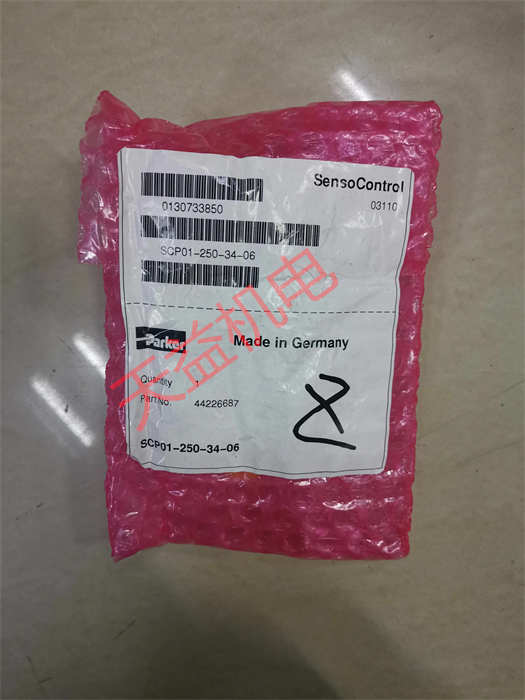 SensoControl
0130733850
03110
SCP01-250-34-06
Parker
Made in Germany
Quantity 1
Part.No. 44226687
SCP01-250-34-06
天益机电